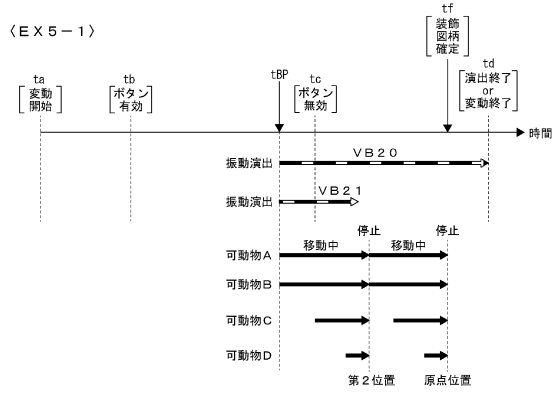 〈EX5-1〉
tf
装飾
図柄
確定
ta
変動
開始
tb
ボタン
有効
tBP
tc
ボタン
無効
td
演出終了
or
変動終了
時間
振動演出
VB20
振動演出
VB21
停止
停止
可動物A
移動中
移動中
可動物B
可動物C
可動物D
第2位置
原点位置